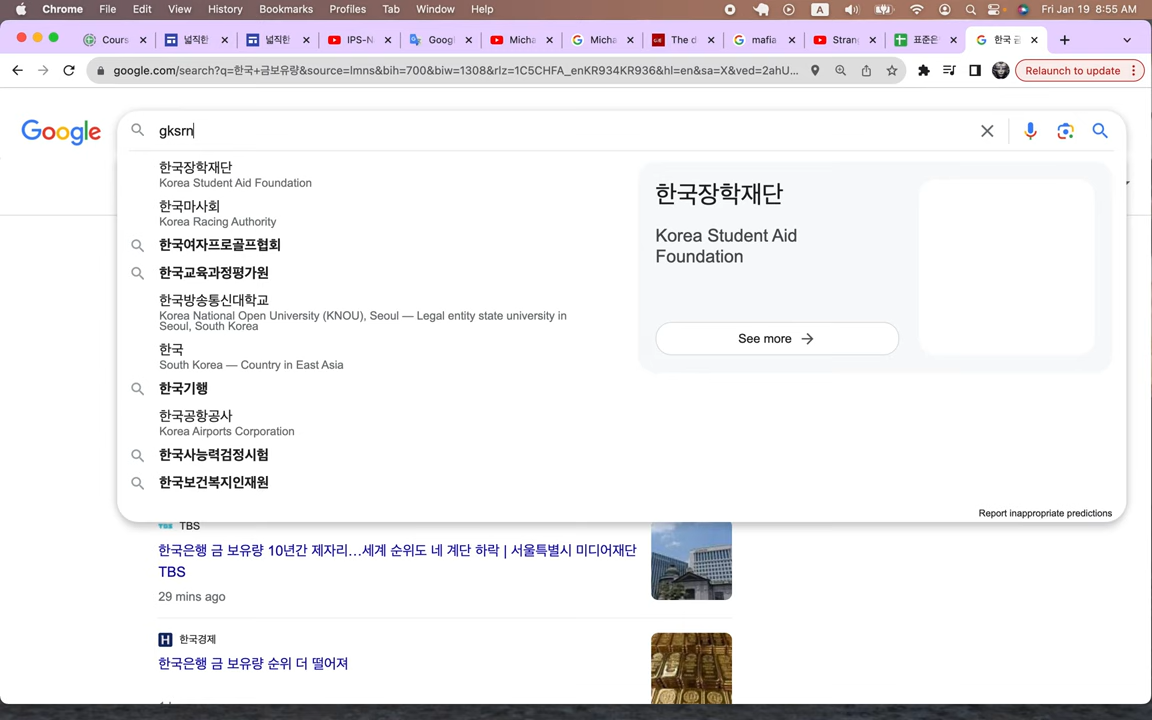 Chrome File Edit View History Bookmarks Profiles Tab Window Help A Fri Jan 19 8:55 AM
Cours 널직한 널직한 IPS-N Goog Micha Micha The d mafia Stran 표준은 한국 금
google.com/search?q=한국+금보유량&source=lmns&bih=700&biw=1308&rlz=1C5CHFA_enKR934KR936&hl=en&sa=X&ved=2ahU... Relaunch to update
Google
gksrn
한국장학재단
Korea Student Aid Foundation
한국마사회
Korea Racing Authority
한국여자프로골프협회
한국교육과정평가원
한국방송통신대학교
Korea National Open University (KNOU), Seoul — Legal entity state university in
Seoul, South Korea
한국
South Korea — Country in East Asia
한국기행
한국공항공사
Korea Airports Corporation
한국사능력검정시험
한국보건복지인재원
한국장학재단
Korea Student Aid
Foundation
See more
Report inappropriate predictions
TBS
한국은행 금 보유량 10년간 제자리…세계 순위도 네 계단 하락 | 서울특별시 미디어재단
TBS
29 mins ago
H 한국경제
한국은행 금 보유량 순위 더 떨어져